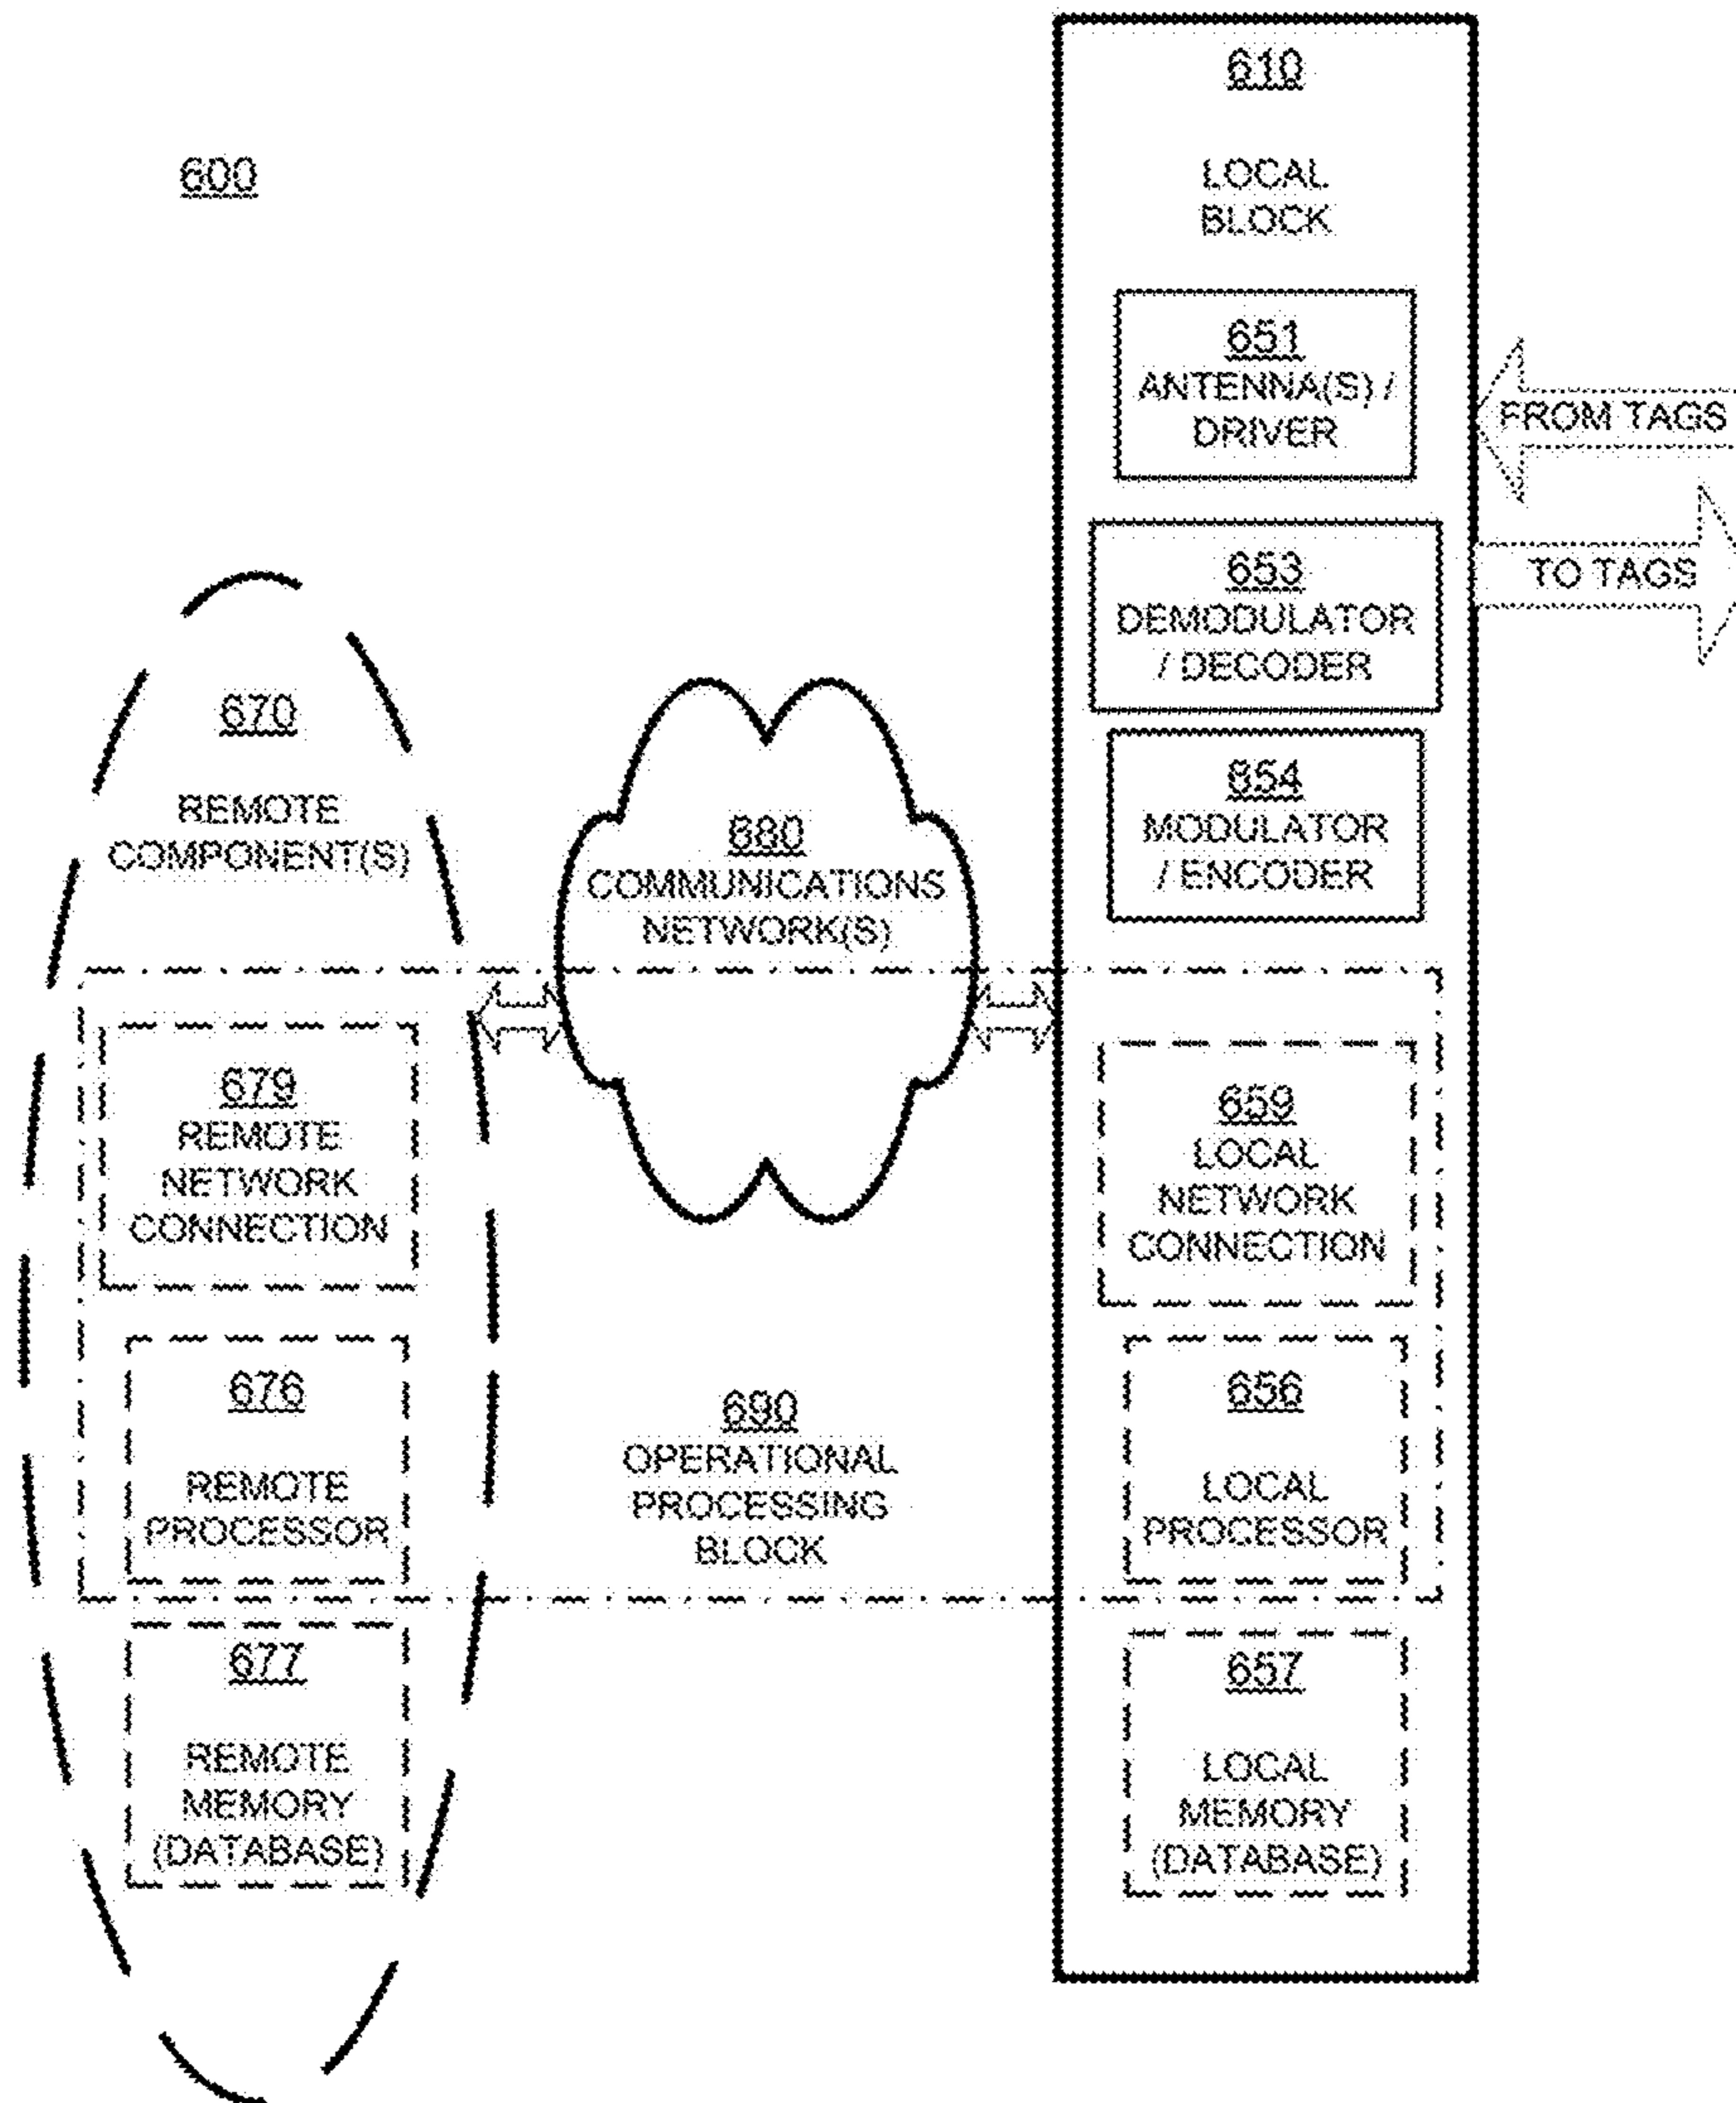 600
610
LOCAL
BLOCK
651
ANTENNA(S) /
DRIVER
FROM TAGS
653
DEMODULATOR
/ DECODER
TO TAGS
654
MODULATOR
/ ENCODER
670
REMOTE
COMPONENT(S)
680
COMMUNICATIONS
NETWORK(S)
679
REMOTE
NETWORK
CONNECTION
659
LOCAL
NETWORK
CONNECTION
676
REMOTE
PROCESSOR
690
OPERATIONAL
PROCESSING
BLOCK
656
LOCAL
PROCESSOR
677
REMOTE
MEMORY
(DATABASE)
657
LOCAL
MEMORY
(DATABASE)